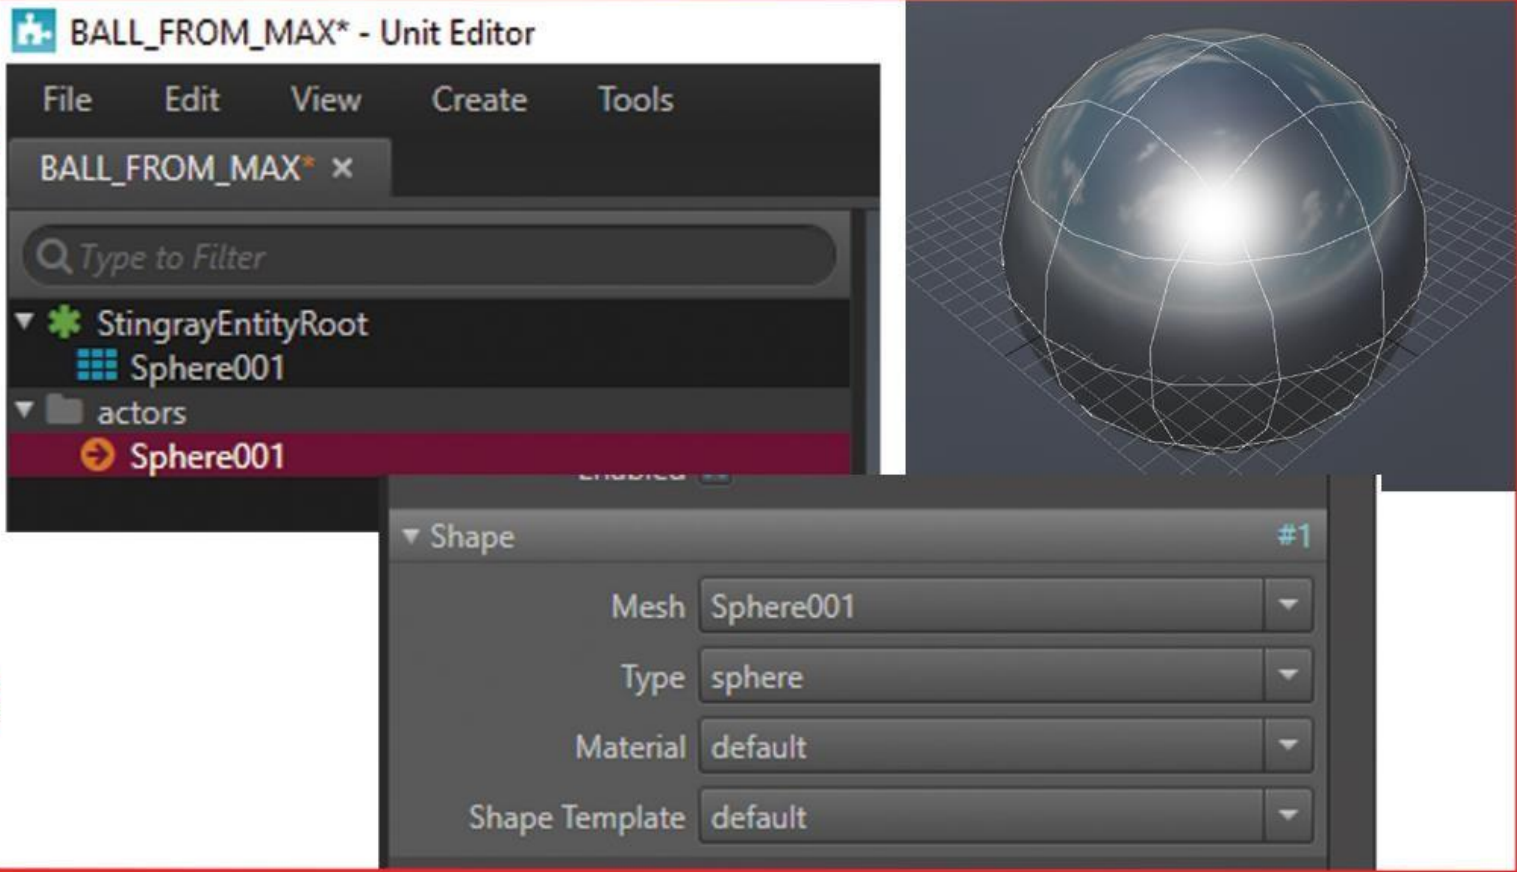 BALL_FROM_MAX* - Unit Editor
File Edit View Create Tools
BALL_FROM_MAX* ×
Type to Filter
StingrayEntityRoot
Sphere001
actors
Sphere001
Enabled
Shape #1
Mesh Sphere001
Type sphere
Material default
Shape Template default